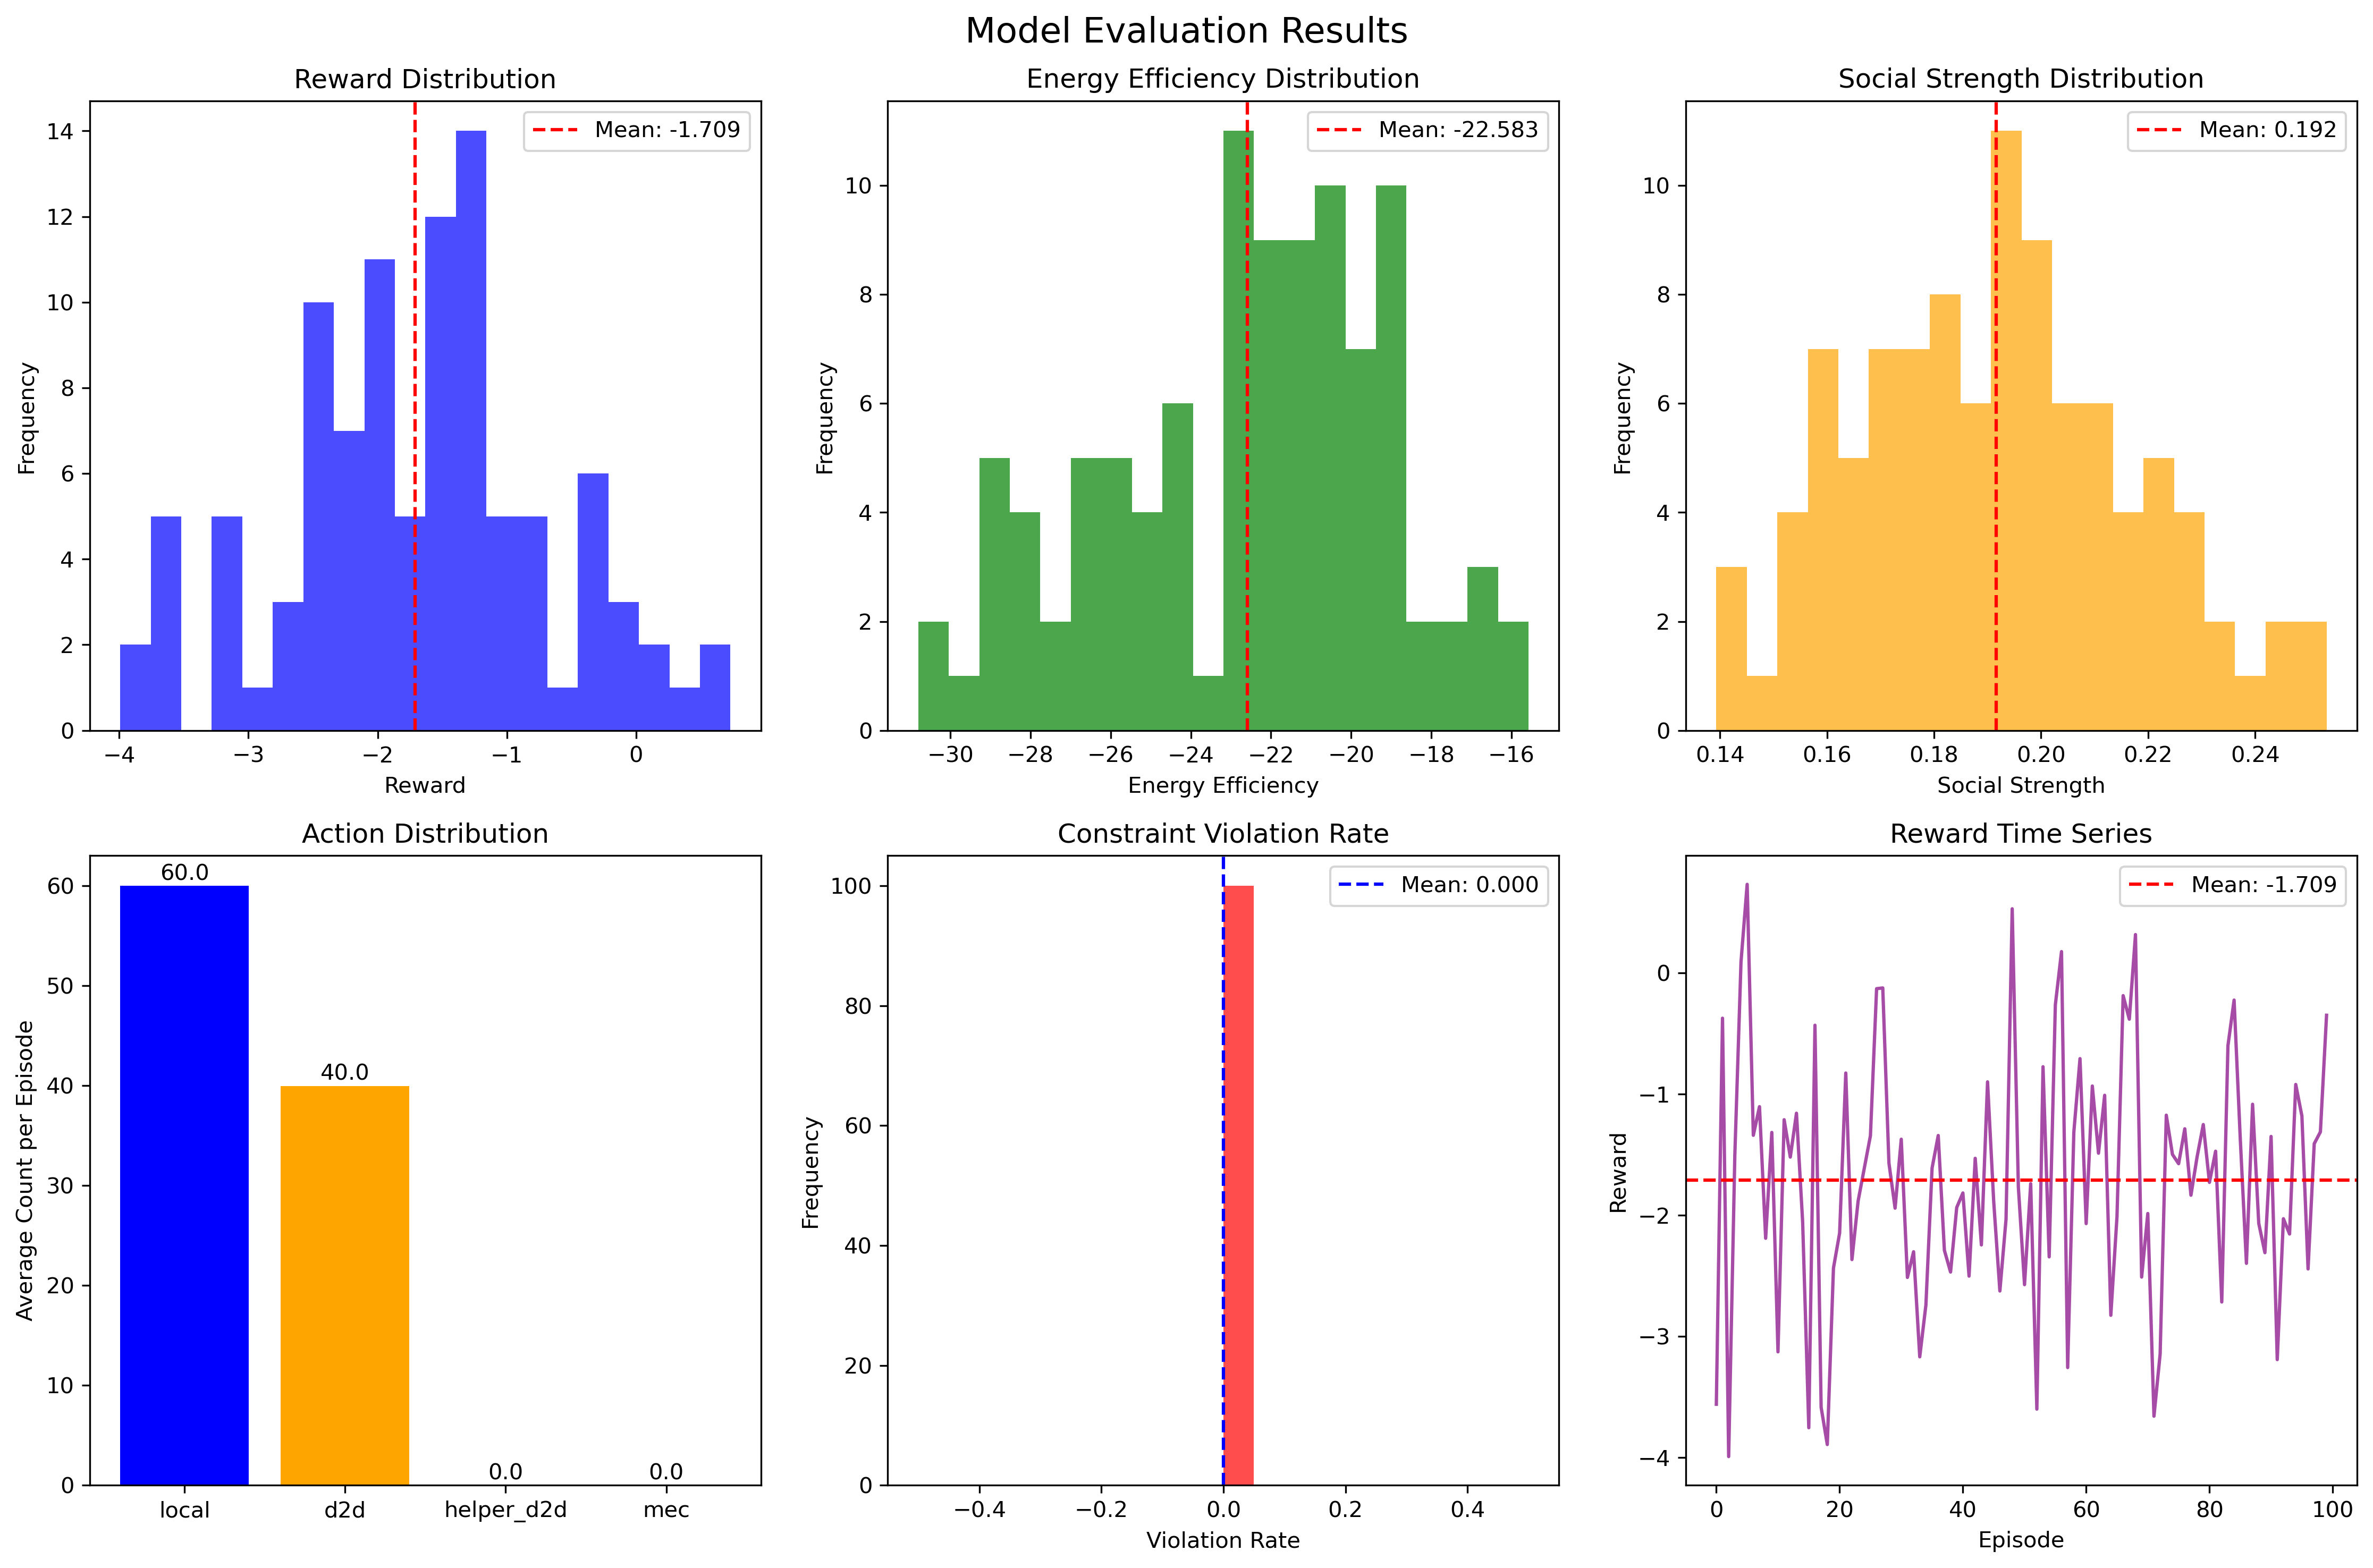 Model Evaluation Results
Reward Distribution
Mean: -1.709
Frequency
14
12
10
8
6
4
2
0
−4
−3
−2
−1
0
Reward
Energy Efficiency Distribution
Mean: -22.583
Frequency
10
8
6
4
2
0
−30
−28
−26
−24
−22
−20
−18
−16
Energy Efficiency
Social Strength Distribution
Mean: 0.192
Frequency
10
8
6
4
2
0
0.14
0.16
0.18
0.20
0.22
0.24
Social Strength
Action Distribution
Average Count per Episode
60
50
40
30
20
10
0
60.0
40.0
0.0
0.0
local
d2d
helper_d2d
mec
Constraint Violation Rate
Mean: 0.000
Frequency
100
80
60
40
20
0
−0.4
−0.2
0.0
0.2
0.4
Violation Rate
Reward Time Series
Mean: -1.709
Reward
0
−1
−2
−3
−4
0
20
40
60
80
100
Episode